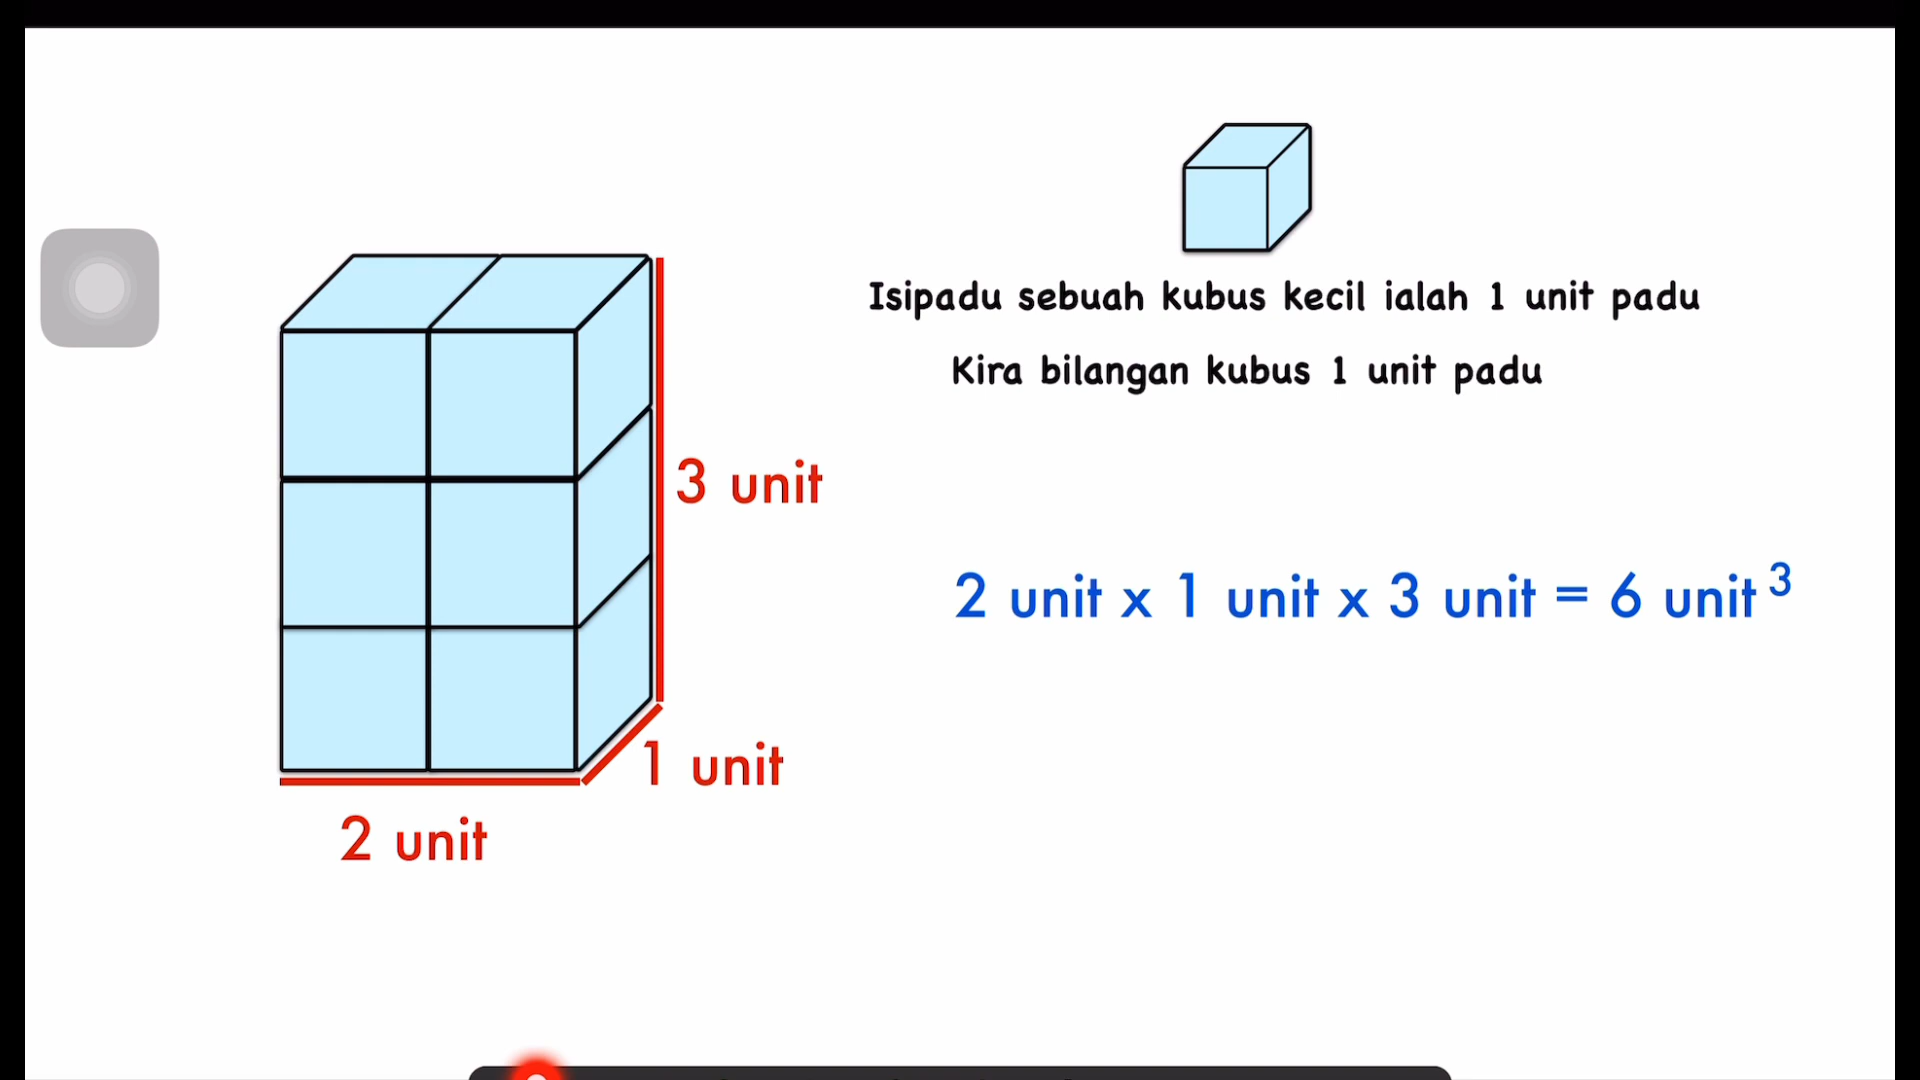 Isipadu sebuah kubus kecil ialah 1 unit padu
Kira bilangan kubus 1 unit padu
3 unit
2 unit x 1 unit x 3 unit = 6 unit³
1 unit
2 unit